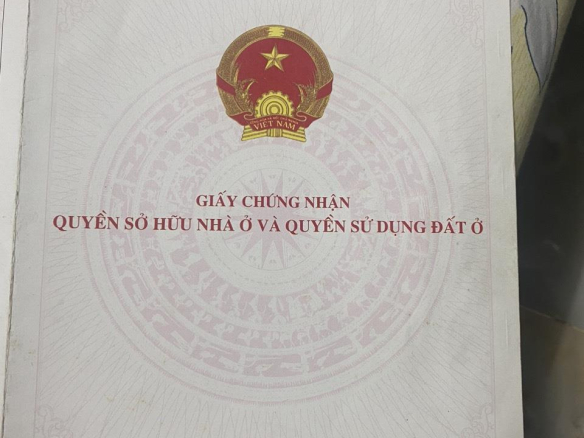 VIỆT NAM
GIẤY CHỨNG NHẬN
QUYỀN SỞ HỮU NHÀ Ở VÀ QUYỀN SỬ DỤNG ĐẤT Ở